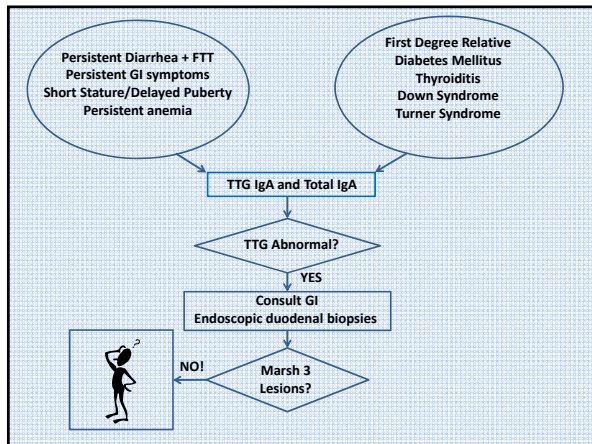 Persistent Diarrhea + FTT
Persistent GI symptoms
Short Stature/Delayed Puberty
Persistent anemia
First Degree Relative
Diabetes Mellitus
Thyroiditis
Down Syndrome
Turner Syndrome
TTG IgA and Total IgA
TTG Abnormal?
YES
Consult GI
Endoscopic duodenal biopsies
Marsh 3
Lesions?
NO!
?